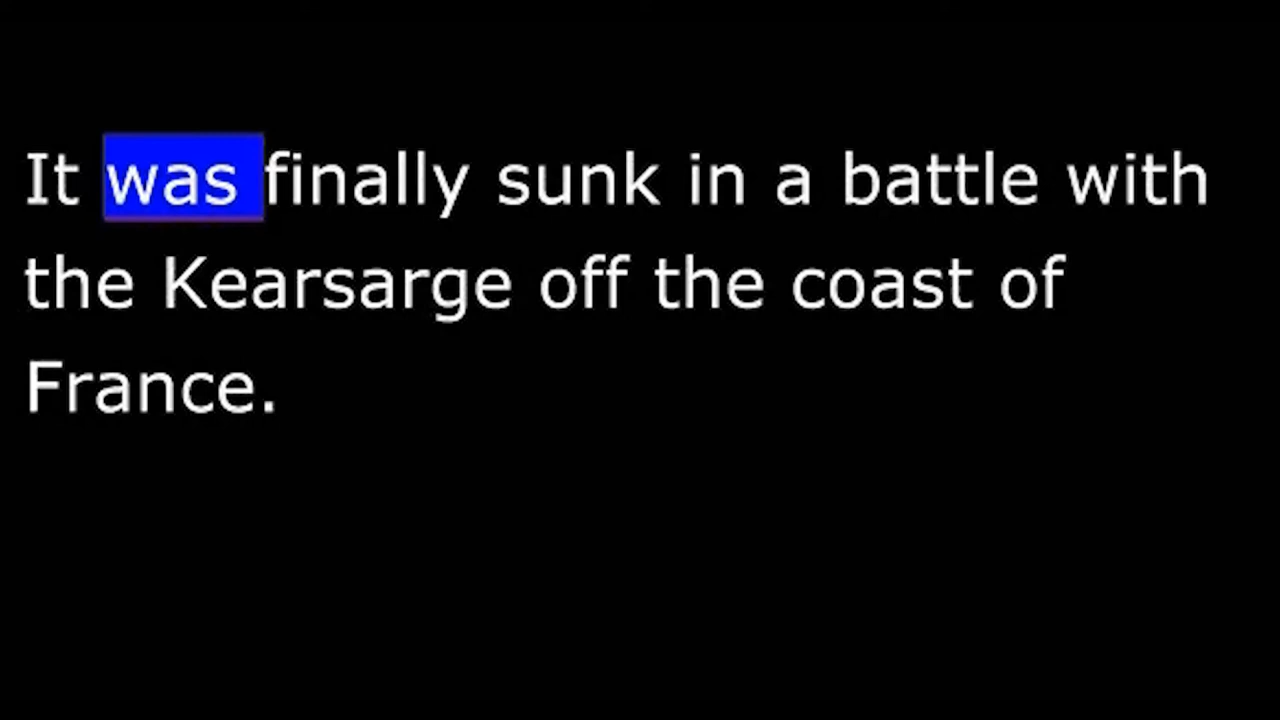 It was finally sunk in a battle with
the Kearsarge off the coast of
France.